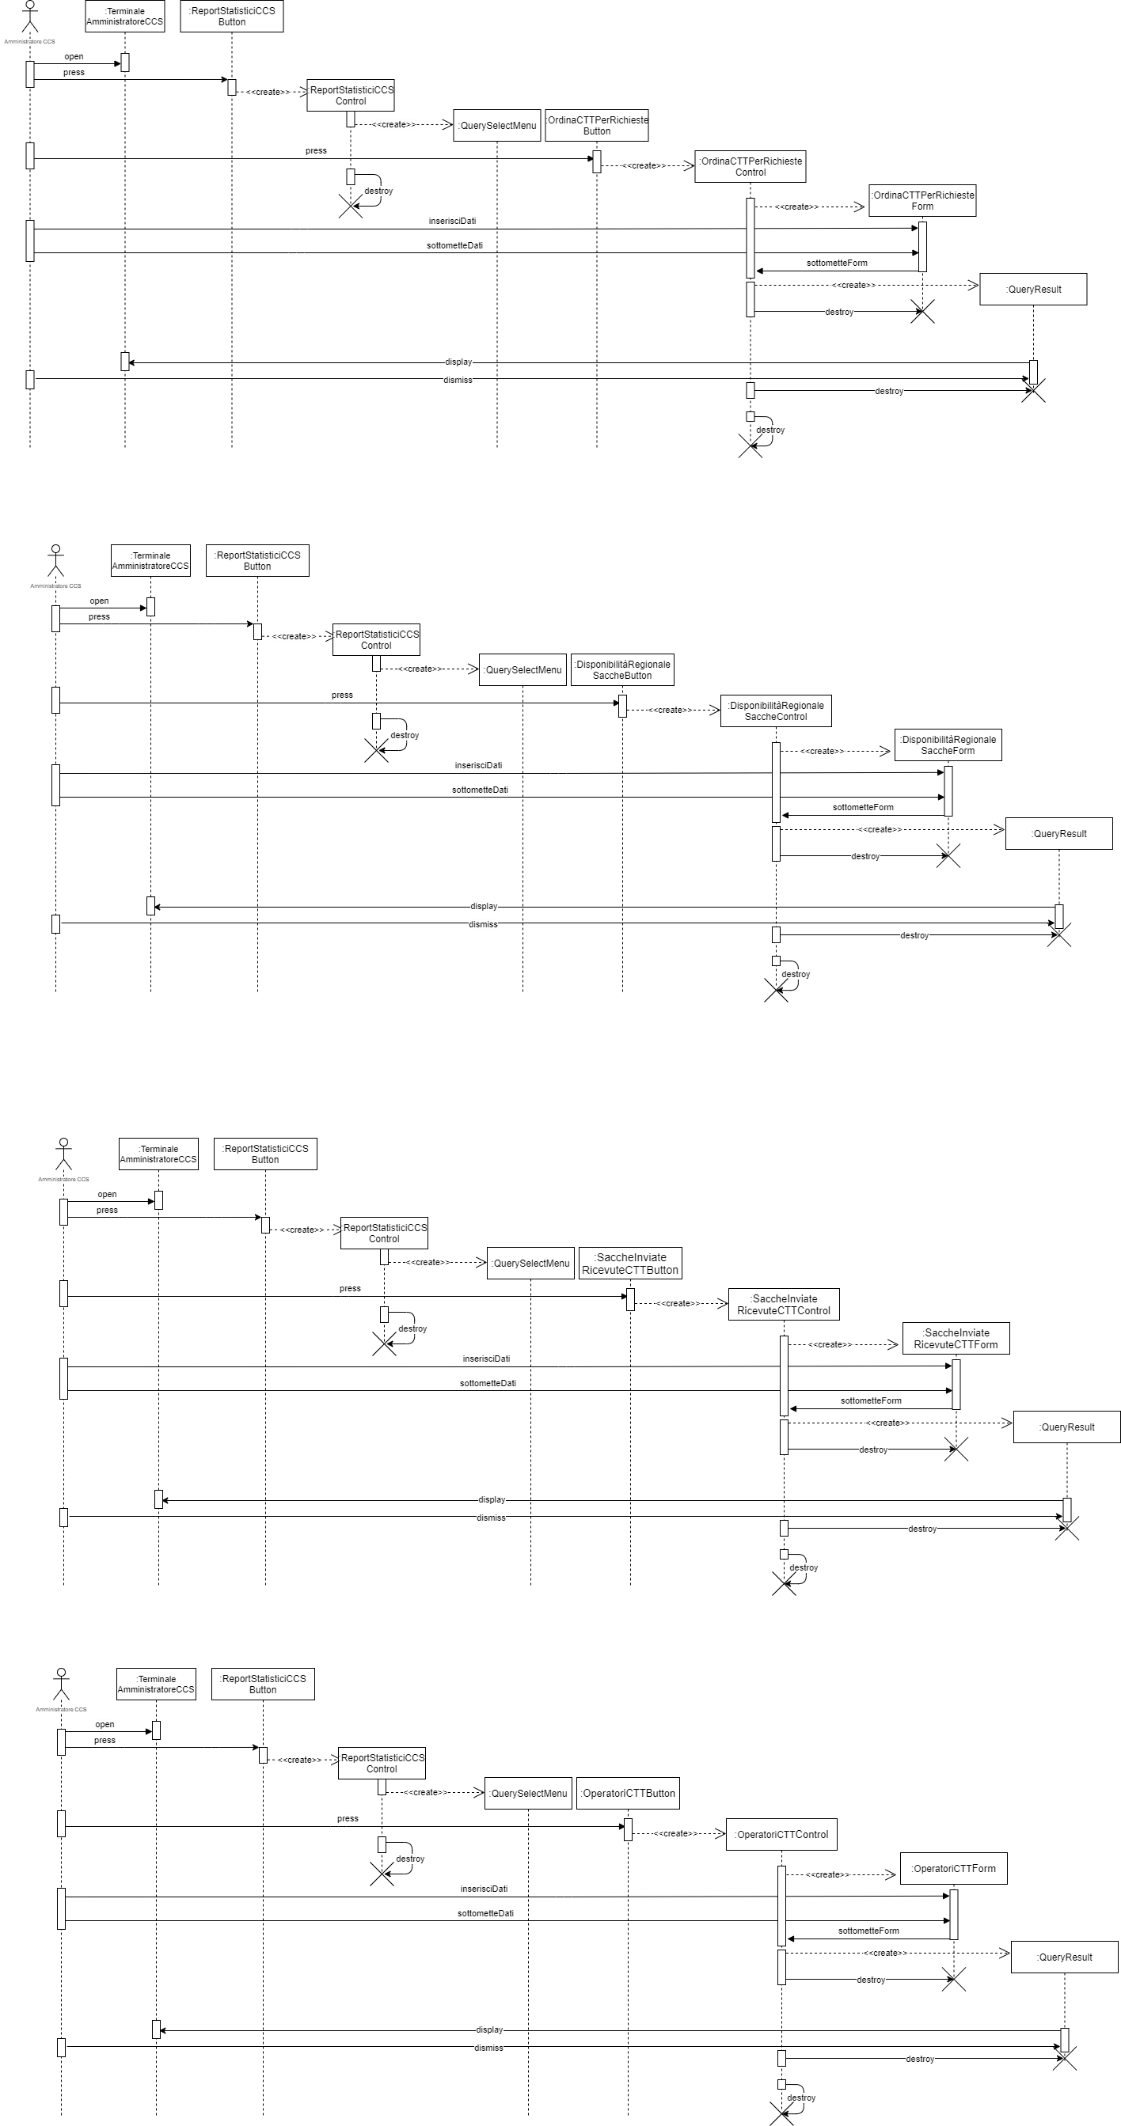 :Terminale
AmministratoreCCS
:ReportStatisticiCCS
Button
Amministratore CCS
open
press
<<create>>
:ReportStatisticiCCS
Control
<<create>>
:QuerySelectMenu
:OrdinaCTTPerRichieste
Button
press
<<create>>
:OrdinaCTTPerRichieste
Control
destroy
<<create>>
:OrdinaCTTPerRichieste
Form
inserisciDati
sottometteDati
sottometteForm
<<create>>
:QueryResult
destroy
display
dismiss
destroy
destroy
:Terminale
AmministratoreCCS
:ReportStatisticiCCS
Button
Amministratore CCS
open
press
<<create>>
:ReportStatisticiCCS
Control
<<create>>
:QuerySelectMenu
:DisponibilitàRegionale
SaccheButton
press
<<create>>
:DisponibilitàRegionale
SaccheControl
destroy
<<create>>
:DisponibilitàRegionale
SaccheForm
inserisciDati
sottometteDati
sottometteForm
<<create>>
:QueryResult
destroy
display
dismiss
destroy
destroy
:Terminale
AmministratoreCCS
:ReportStatisticiCCS
Button
Amministratore CCS
open
press
<<create>>
:ReportStatisticiCCS
Control
<<create>>
:QuerySelectMenu
:SaccheInviate
RicevuteCTTButton
press
<<create>>
:SaccheInviate
RicevuteCTTControl
destroy
<<create>>
:SaccheInviate
RicevuteCTTForm
inserisciDati
sottometteDati
sottometteForm
<<create>>
:QueryResult
destroy
display
dismiss
destroy
destroy
:Terminale
AmministratoreCCS
:ReportStatisticiCCS
Button
Amministratore CCS
open
press
<<create>>
:ReportStatisticiCCS
Control
<<create>>
:QuerySelectMenu
:OperatoriCTTButton
press
<<create>>
:OperatoriCTTControl
destroy
<<create>>
:OperatoriCTTForm
inserisciDati
sottometteDati
sottometteForm
<<create>>
:QueryResult
destroy
display
dismiss
destroy
destroy